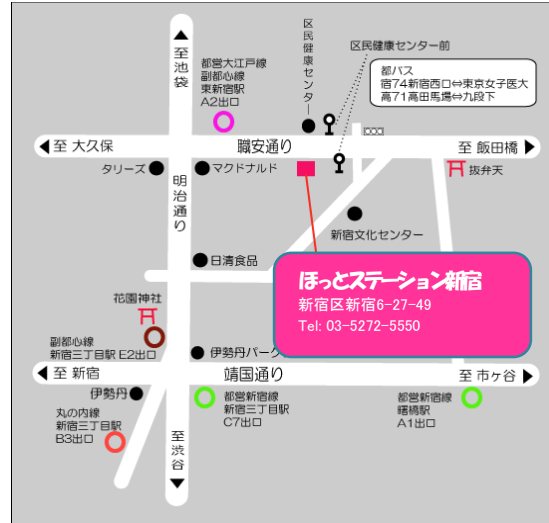 至池袋
都営大江戸線
副都心線
東新宿駅
A2出口
区民健康センター
区民健康センター前
都バス
宿74新宿西口⇔東京女子医大
高71高田馬場⇔九段下
至 大久保
職安通り
至 飯田橋
タリーズ
マクドナルド
抜弁天
明治通り
新宿文化センター
日清食品
ほっとステーション新宿
新宿区新宿6-27-49
Tel: 03-5272-5550
花園神社
副都心線
新宿三丁目駅 E2出口
伊勢丹パーク
至 新宿
靖国通り
至 市ヶ谷
伊勢丹
都営新宿線
新宿三丁目駅
C7出口
都営新宿線
曙橋駅
A1出口
丸の内線
新宿三丁目駅
B3出口
至渋谷